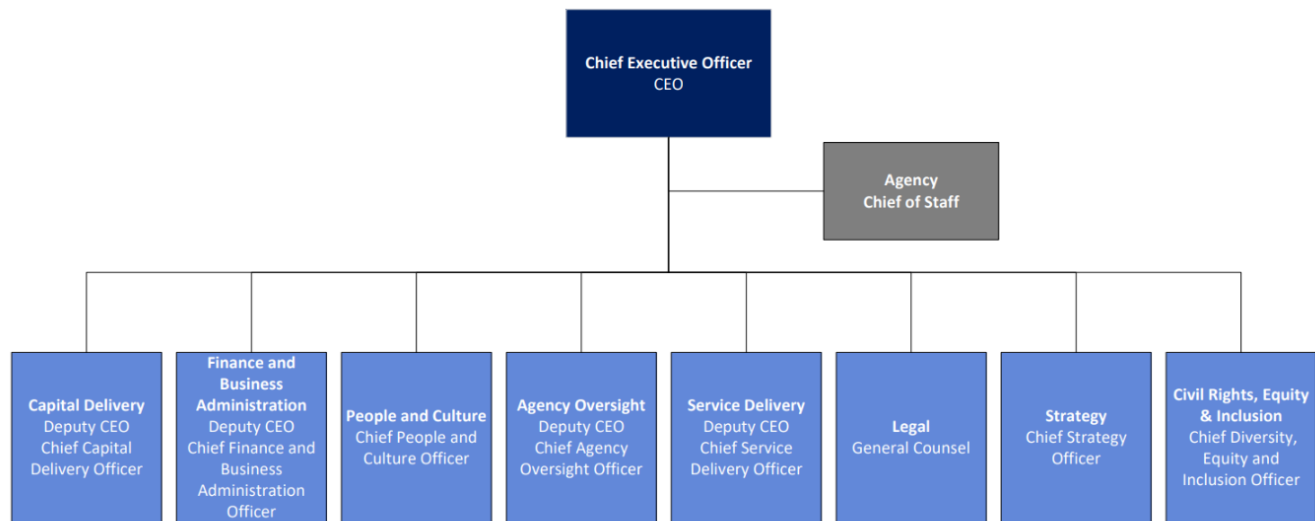 Chief Executive Officer
CEO
Agency
Chief of Staff
Capital Delivery
Deputy CEO
Chief Capital
Delivery Officer
Finance and
Business
Administration
Deputy CEO
Chief Finance and
Business
Administration
Officer
People and Culture
Chief People and
Culture Officer
Agency Oversight
Deputy CEO
Chief Agency
Oversight Officer
Service Delivery
Deputy CEO
Chief Service
Delivery Officer
Legal
General Counsel
Strategy
Chief Strategy
Officer
Civil Rights, Equity
& Inclusion
Chief Diversity,
Equity and
Inclusion Officer